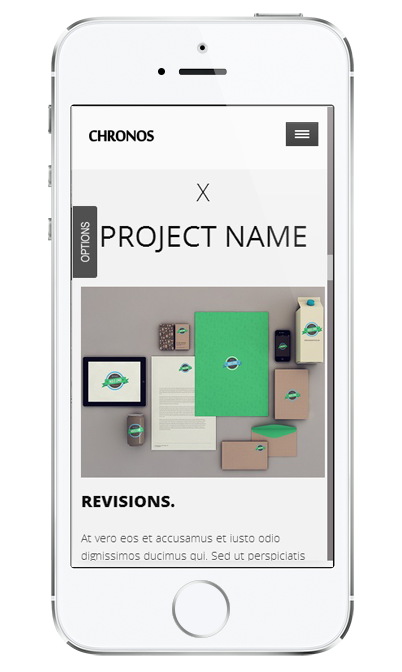 CHRONOS
X
OPTIONS
PROJECT NAME
REVISIONS.
At vero eos et accusamus et iusto odio
dignissimos ducimus qui. Sed ut perspiciatis